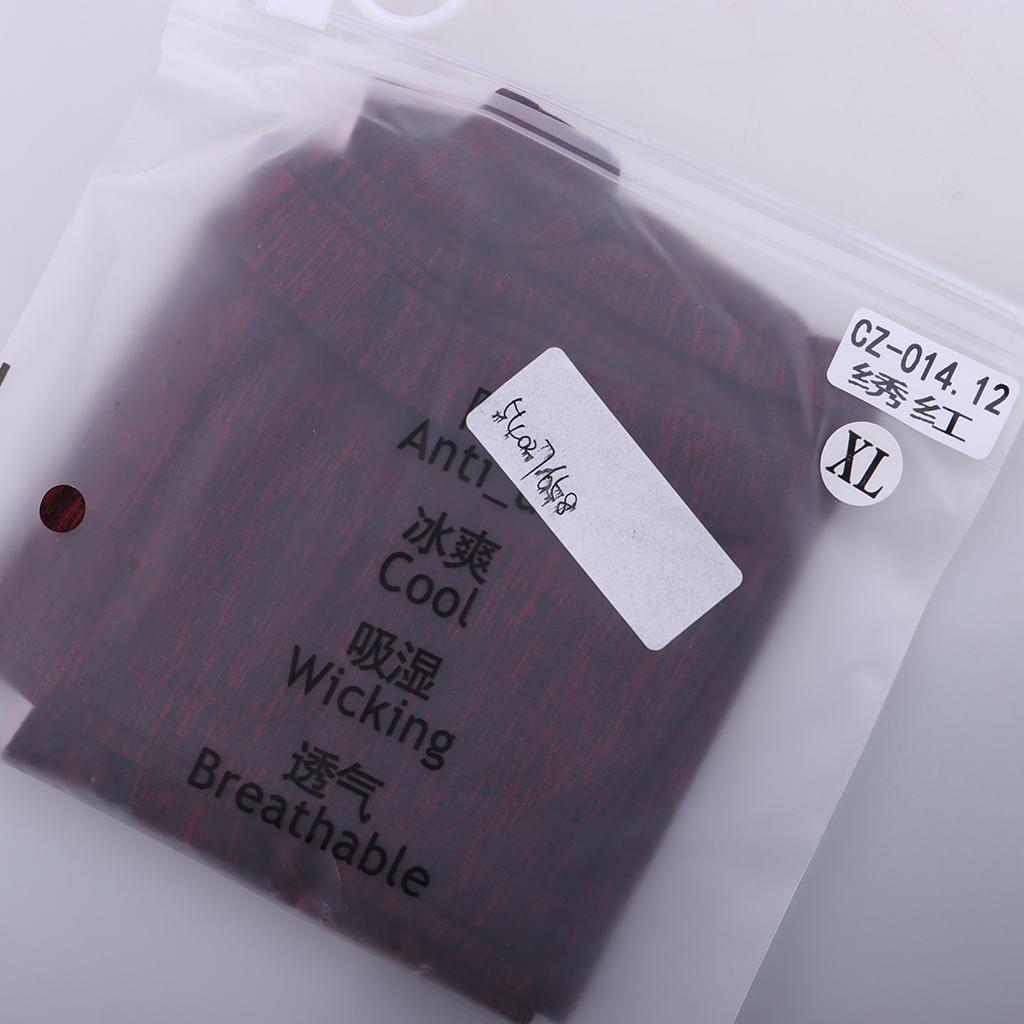 CZ-014.12
绣红
XL
Anti_
冰爽
Cool
吸湿
Wicking
透气
Breathable